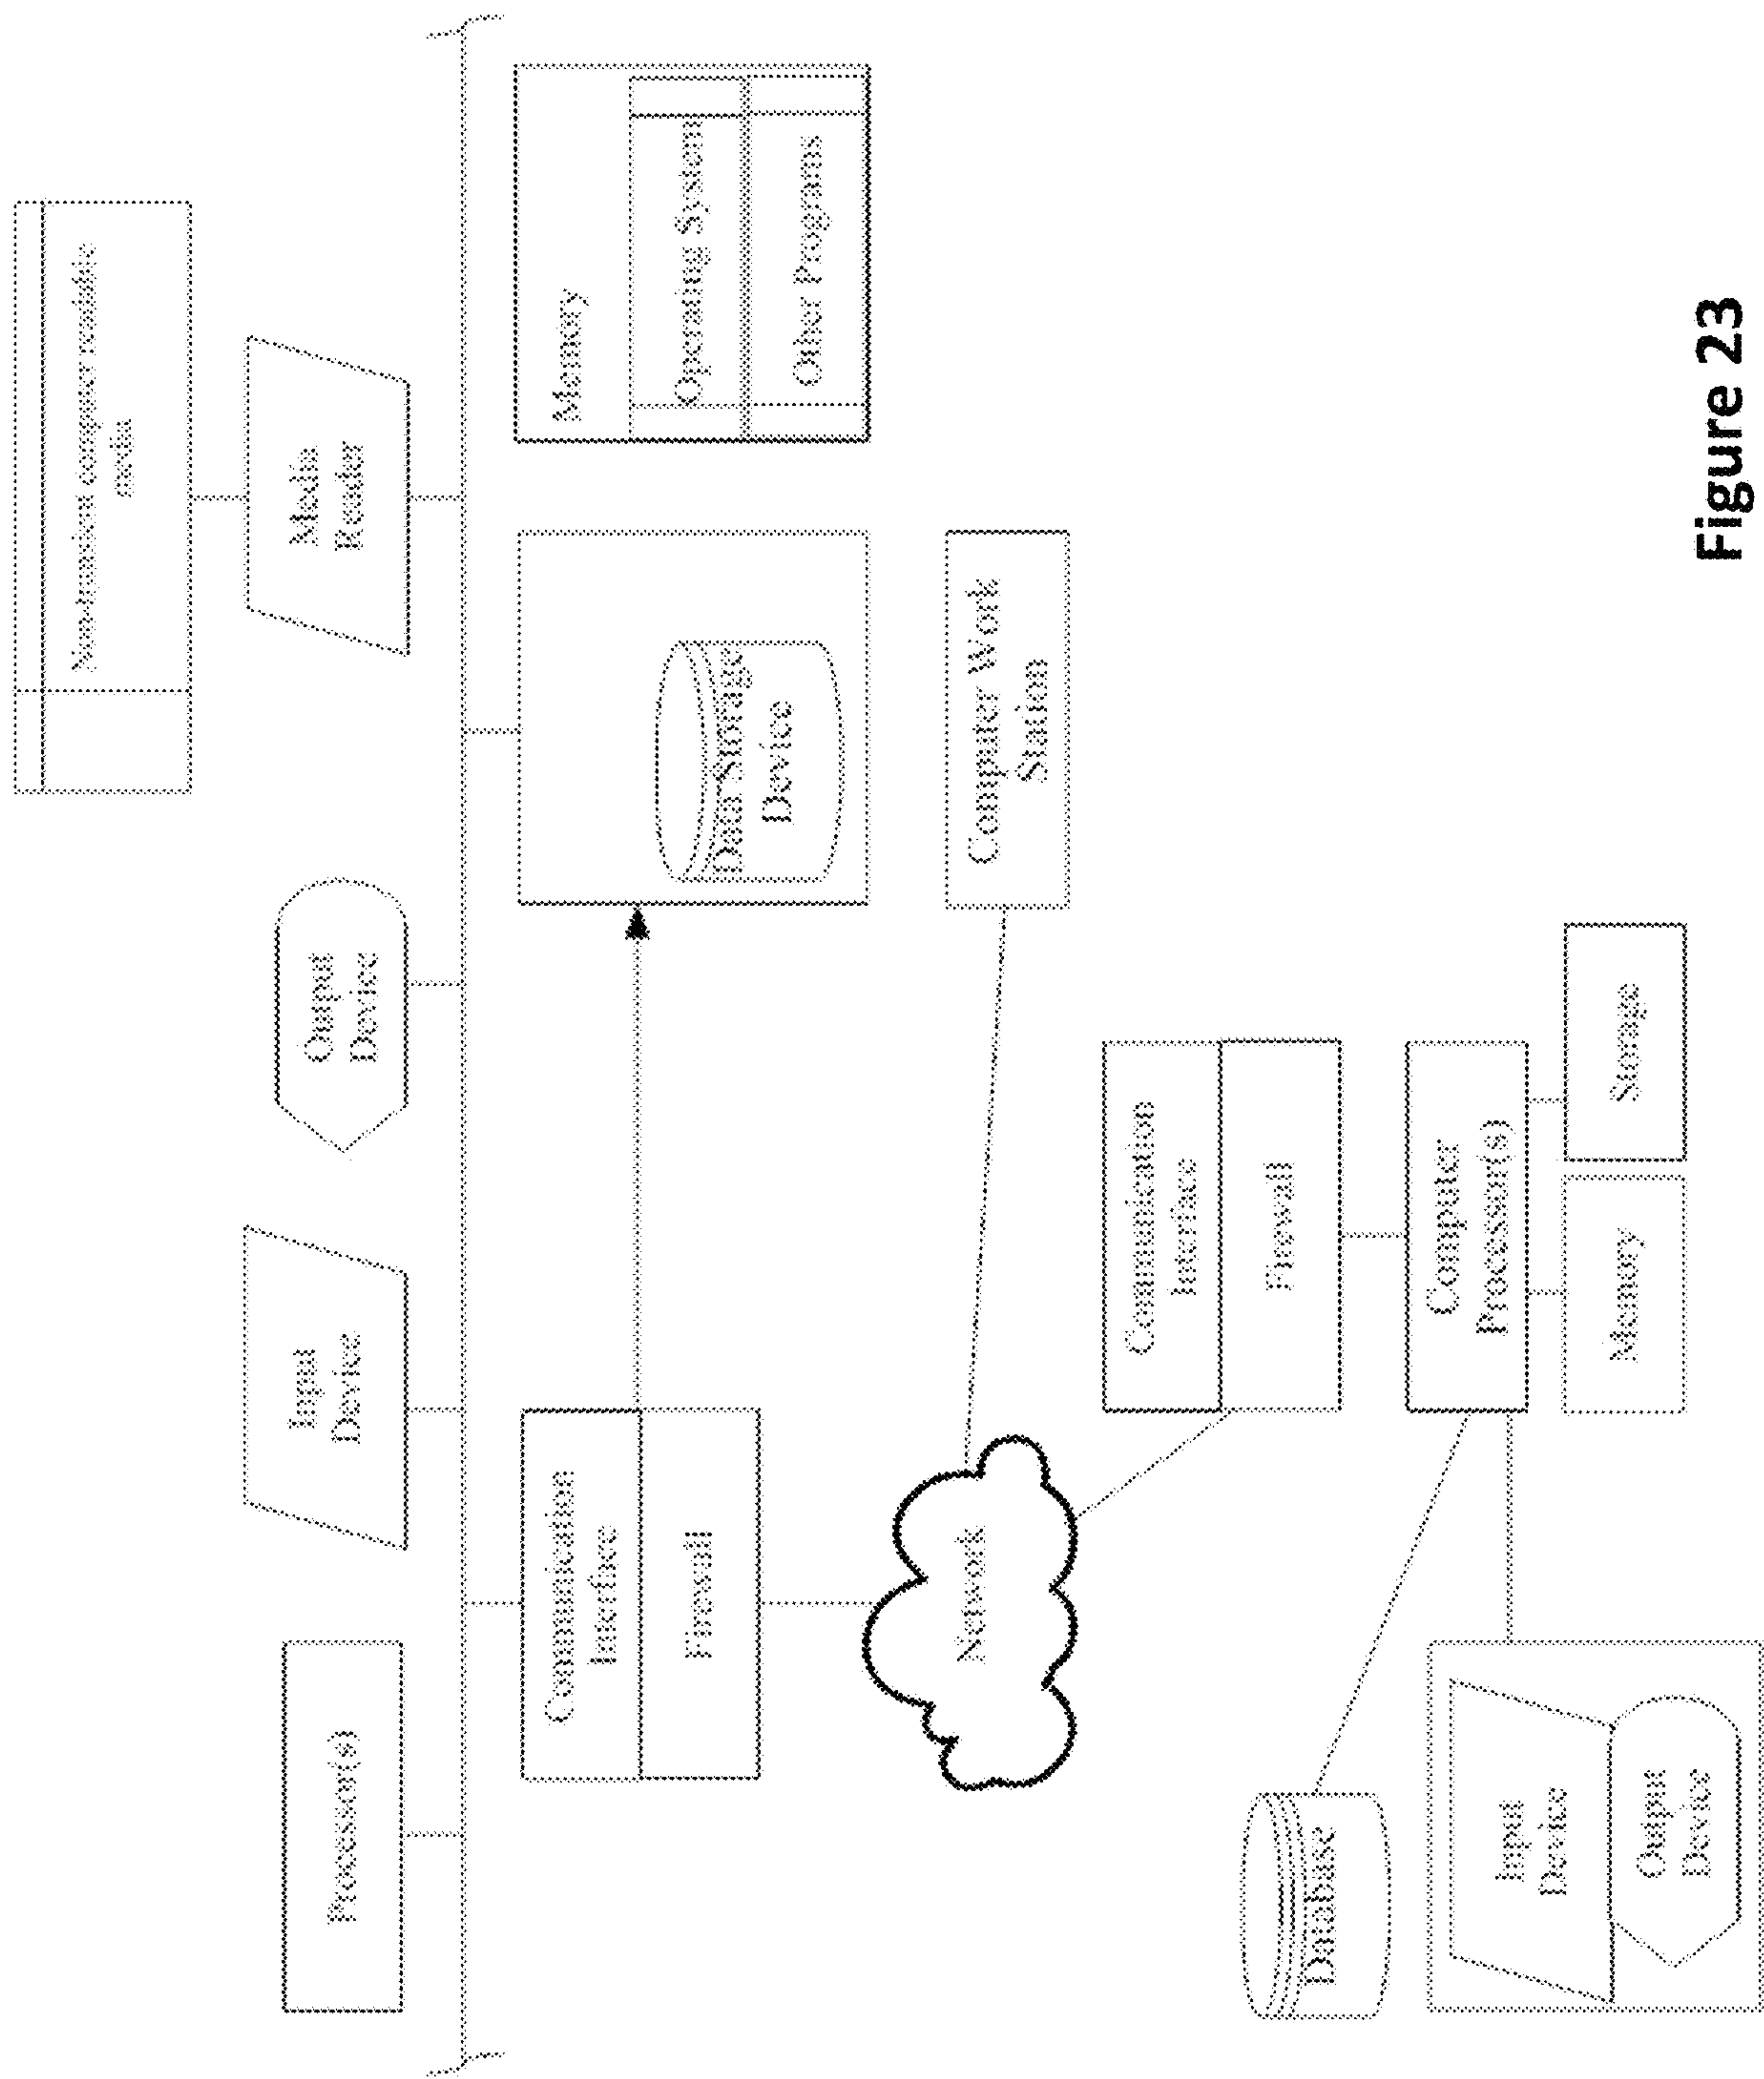 Non-transient computer readable
media
Processor(s)
Input
Device
Output
Device
Media
Reader
Communication
Interface
Firewall
Data Storage
Device
Memory
Operating System
Other Programs
Network
Computer Work
Station
Database
Communication
Interface
Firewall
Computer
Processor(s)
Memory
Storage
Input
Device
Output
Device
Figure 23